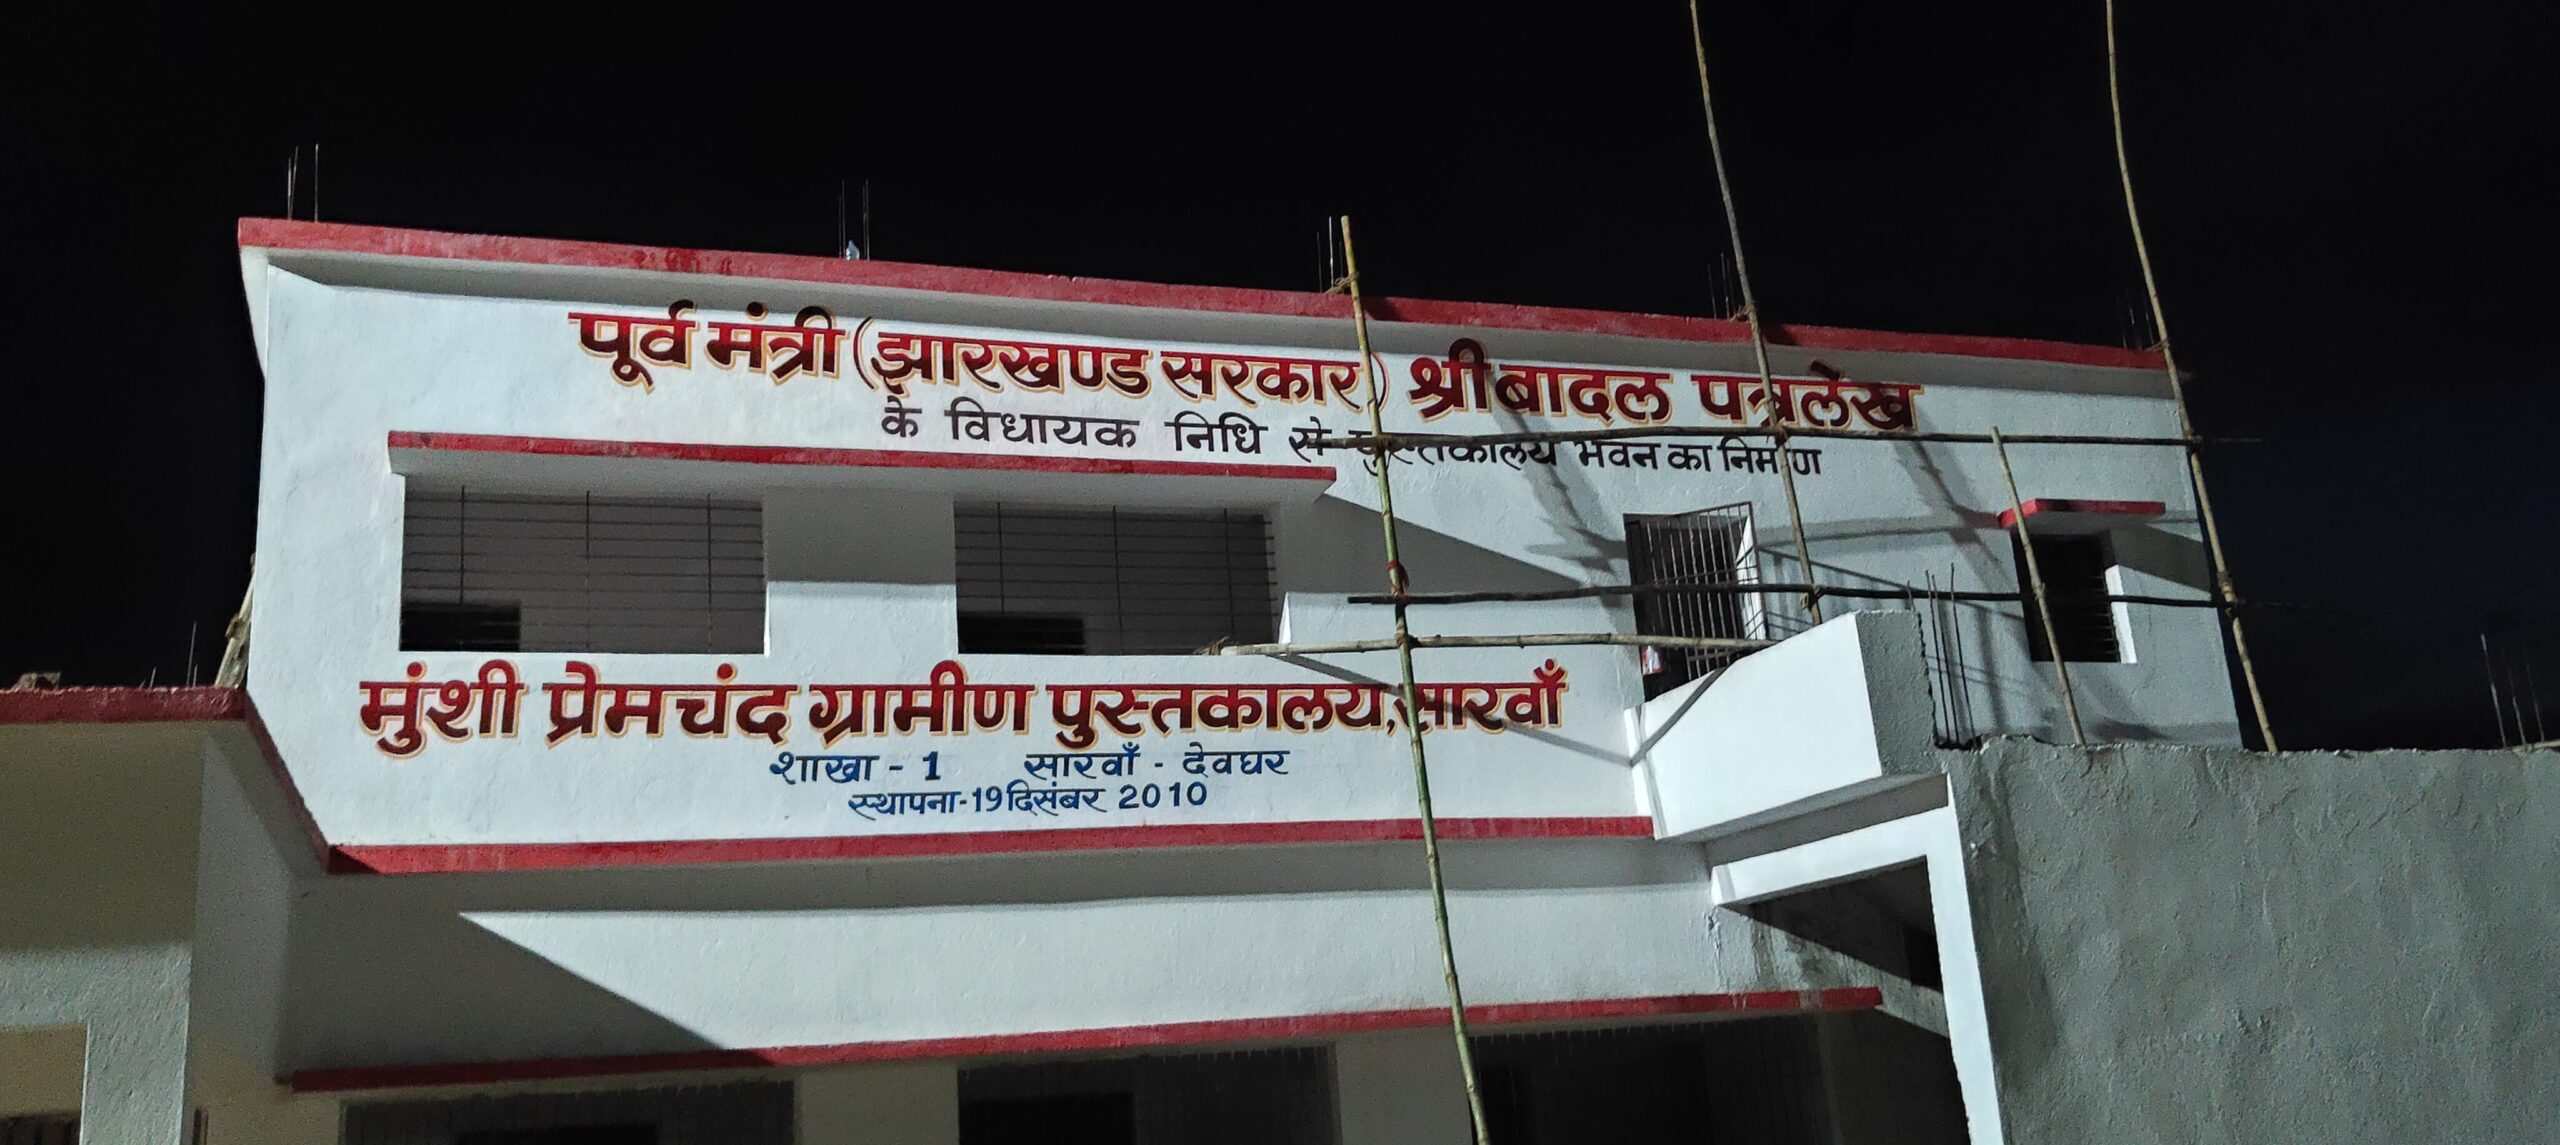 पूर्व मंत्री (झारखण्ड सरकार) श्री बादल पत्रलेख
के विधायक निधि से पुस्तकालय भवन का निर्माण
मुंशी प्रेमचंद ग्रामीण पुस्तकालय, सारवाँ
शाखा - 1 सारवाँ - देवघर
स्थापना - 19 दिसंबर 2010